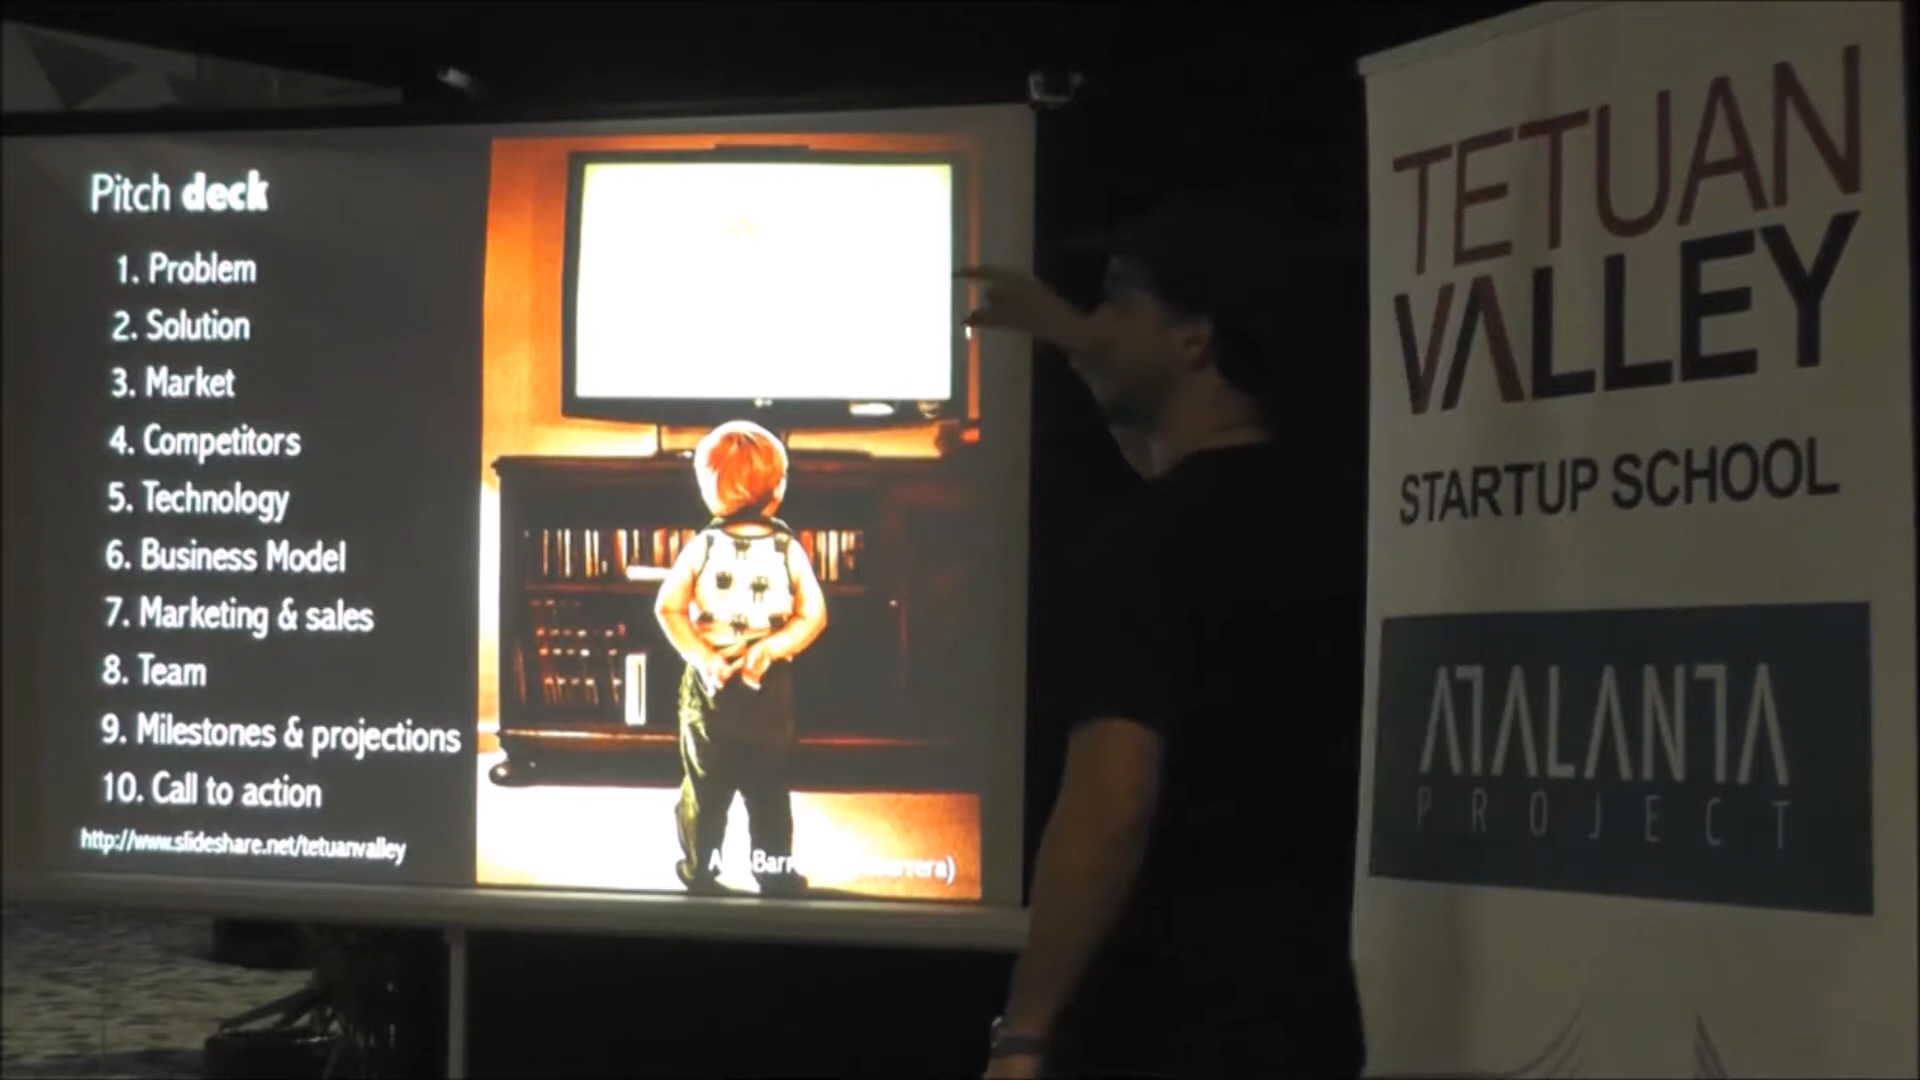 Pitch deck
1. Problem
2. Solution
3. Market
4. Competitors
5. Technology
6. Business Model
7. Marketing & sales
8. Team
9. Milestones & projections
10. Call to action
http://www.slideshare.net/tetuanvalley
TETUAN
VALLEY
STARTUP SCHOOL
ATALANTA
PROJECT